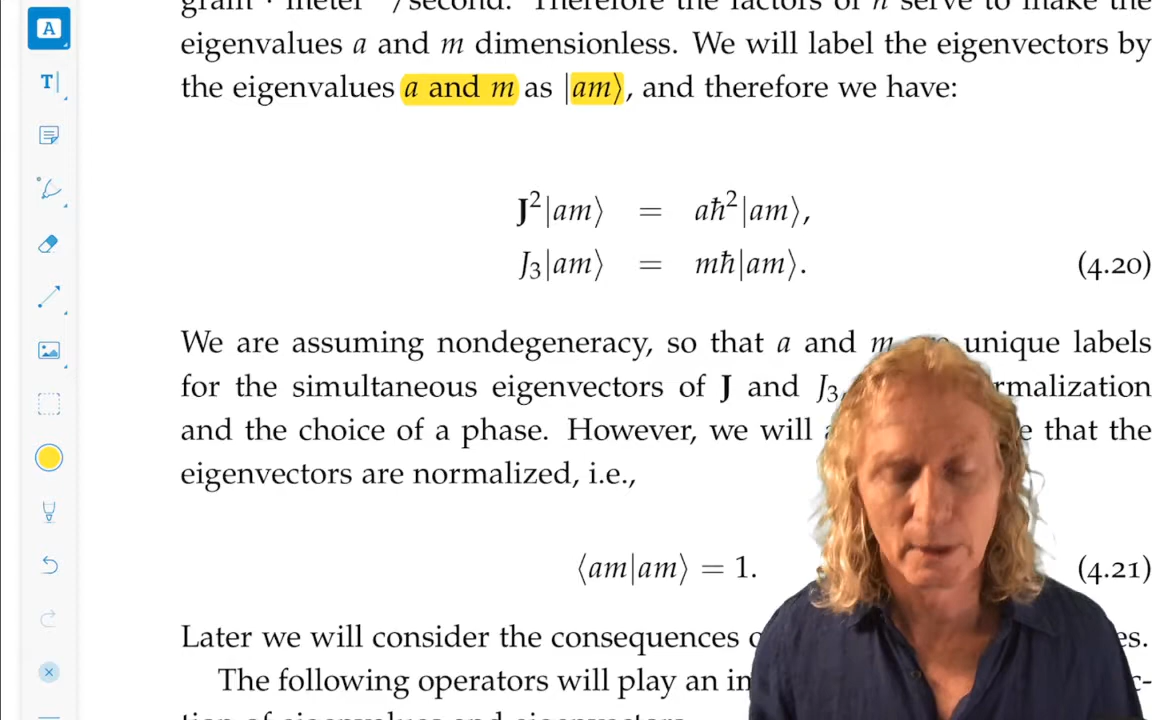 A
T
eigenvalues a and m dimensionless. We will label the eigenvectors by
the eigenvalues a and m as |am⟩, and therefore we have:
J²|am⟩ = aħ²|am⟩,
J₃|am⟩ = mħ|am⟩. (4.20)
We are assuming nondegeneracy, so that a and m unique labels
for the simultaneous eigenvectors of J and J₃,
and the choice of a phase. However, we will that the
eigenvectors are normalized, i.e.,
⟨am|am⟩ = 1. (4.21)
Later we will consider the consequences
The following operators will play an